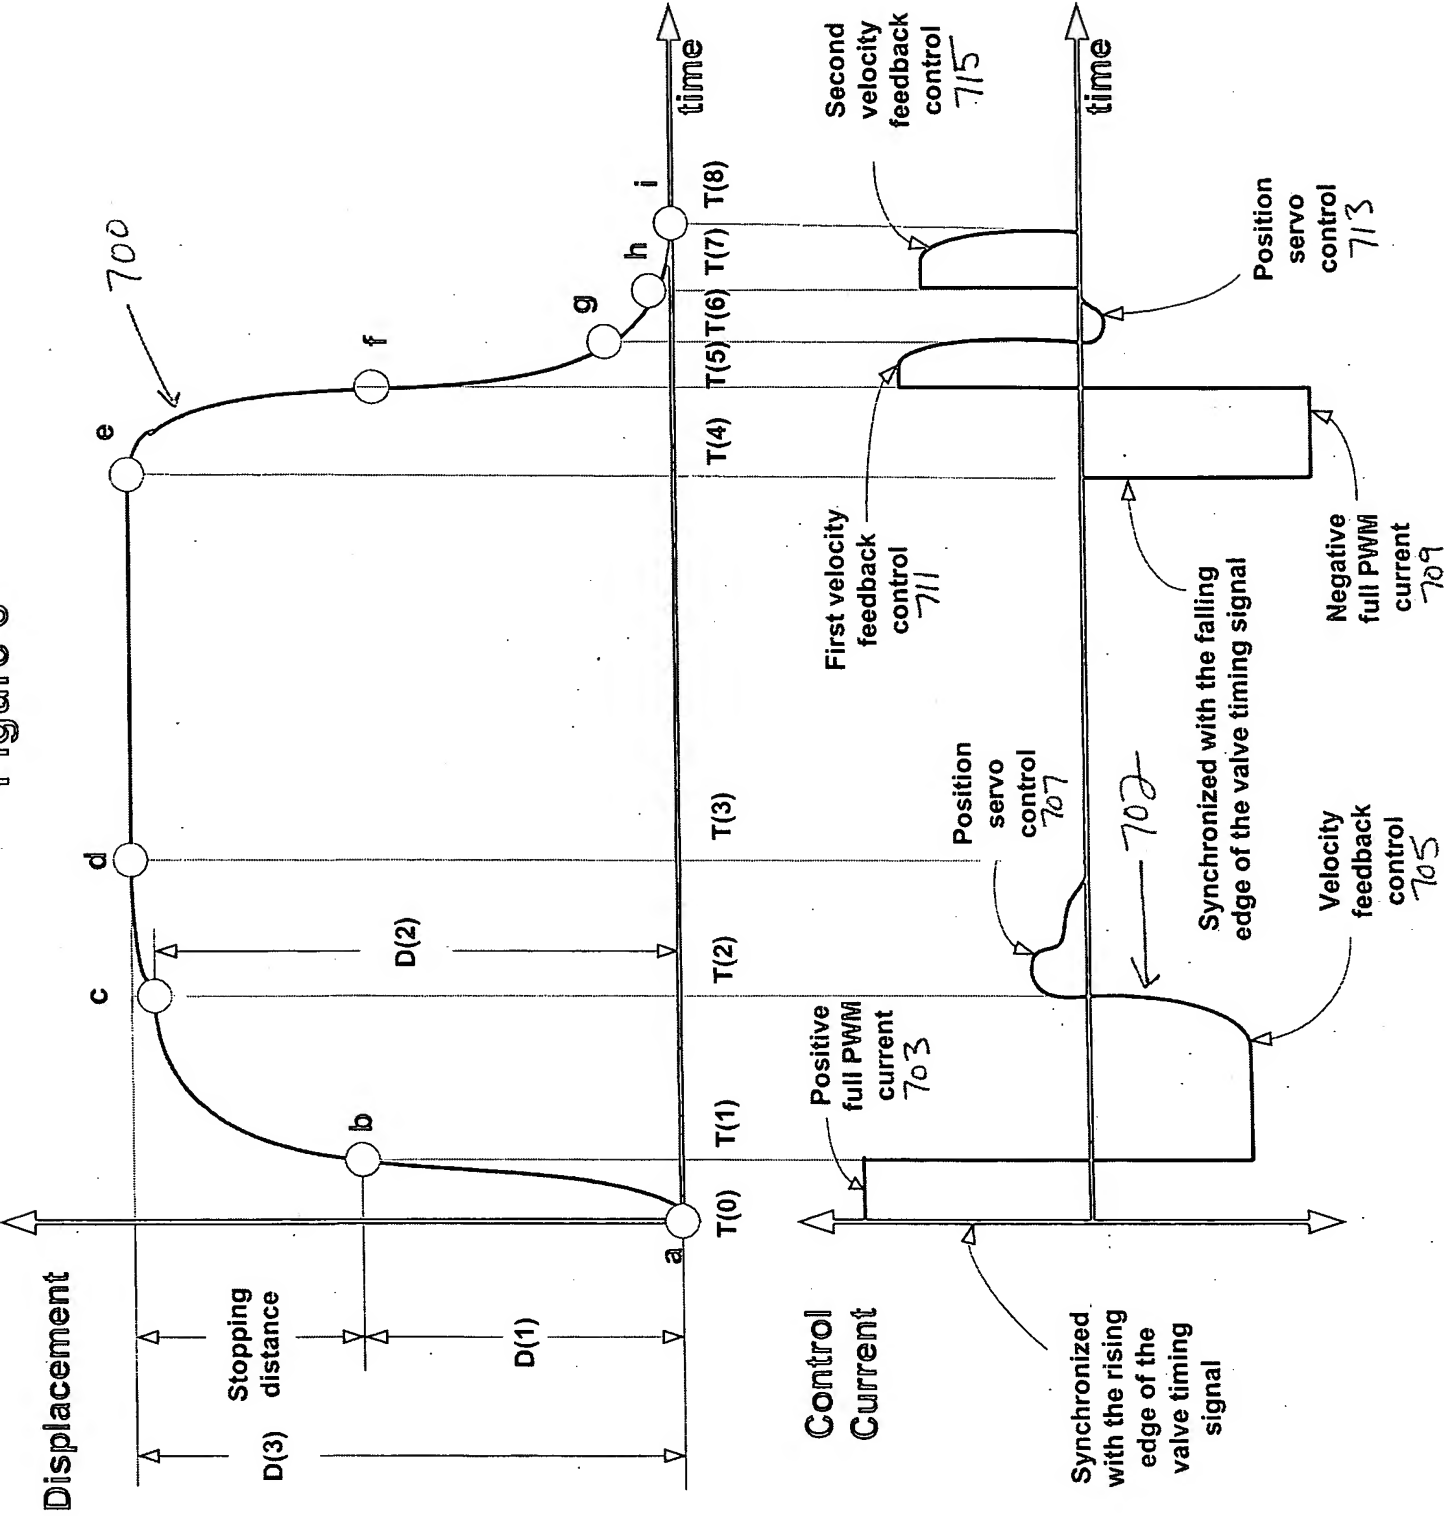 Figure
Displacement
700
e
d
c
b
f
g
h
i
a
Stopping
distance
D(3)
D(1)
D(2)
time
T(0)
T(1)
T(2)
T(3)
T(4)
T(5)
T(6)
T(7)
T(8)
Control
Current
Positive
full PWM
current
703
Position
servo
control
707
First velocity
feedback
control
711
Second
velocity
feedback
control
715
time
702
Synchronized
with the rising
edge of the
valve timing
signal
Velocity
feedback
control
705
Synchronized with the falling
edge of the valve timing signal
Negative
full PWM
current
709
Position
servo
control
713